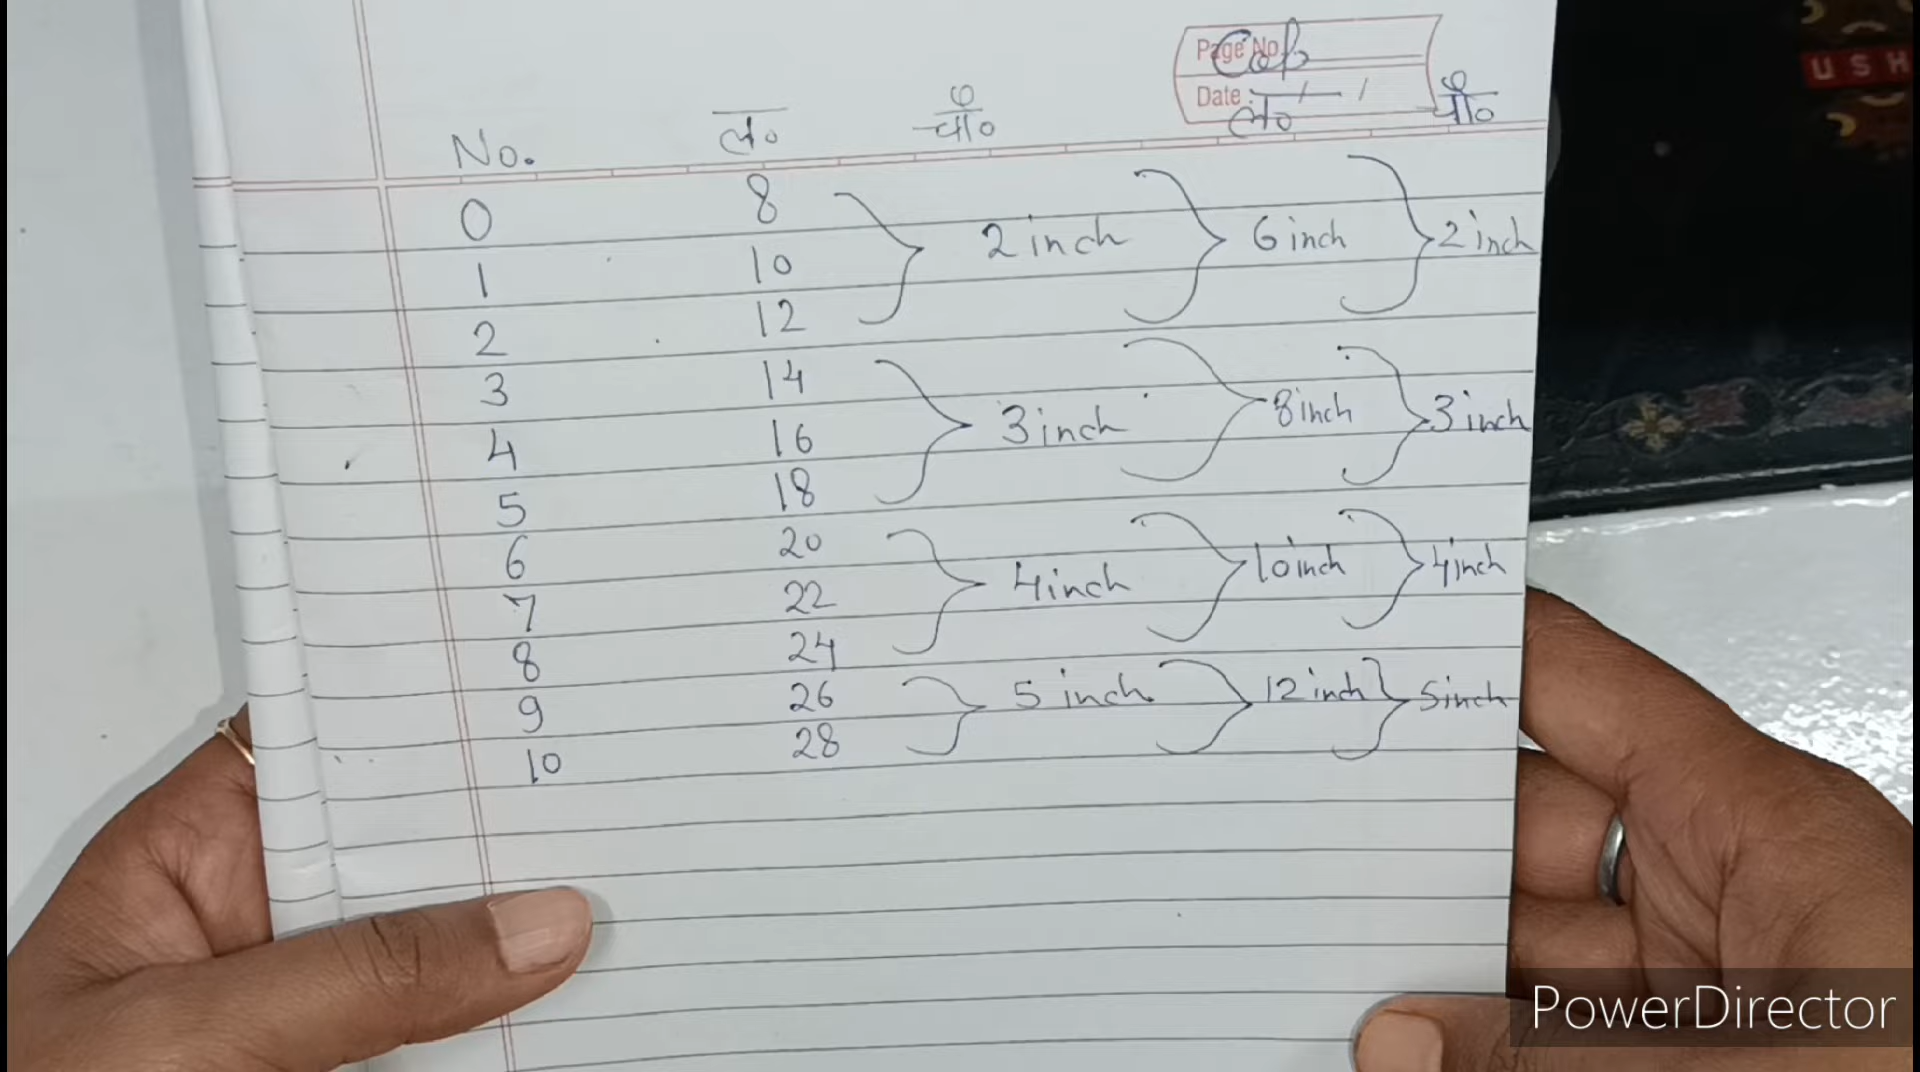 Page No. Cap
Date : / /
No. ल० चौ० ल० चौ०
0 8
2 inch 6 inch 2 inch
1 10
2 12
3 14
3 inch 8 inch 3 inch
4 16
5 18
6 20
4 inch 10 inch 4 inch
7 22
8 24
9 26
5 inch 12 inch 5 inch
10 28
USH
PowerDirector